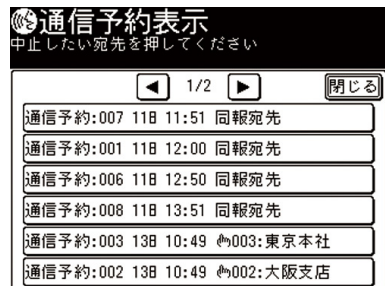 通信予約表示
中止したい宛先を押してください
1/2 閉じる
通信予約:007 11日 11:51 同報宛先
通信予約:001 11日 12:00 同報宛先
通信予約:006 11日 12:50 同報宛先
通信予約:008 11日 13:51 同報宛先
通信予約:003 13日 10:49 003:東京本社
通信予約:002 13日 10:49 002:大阪支店